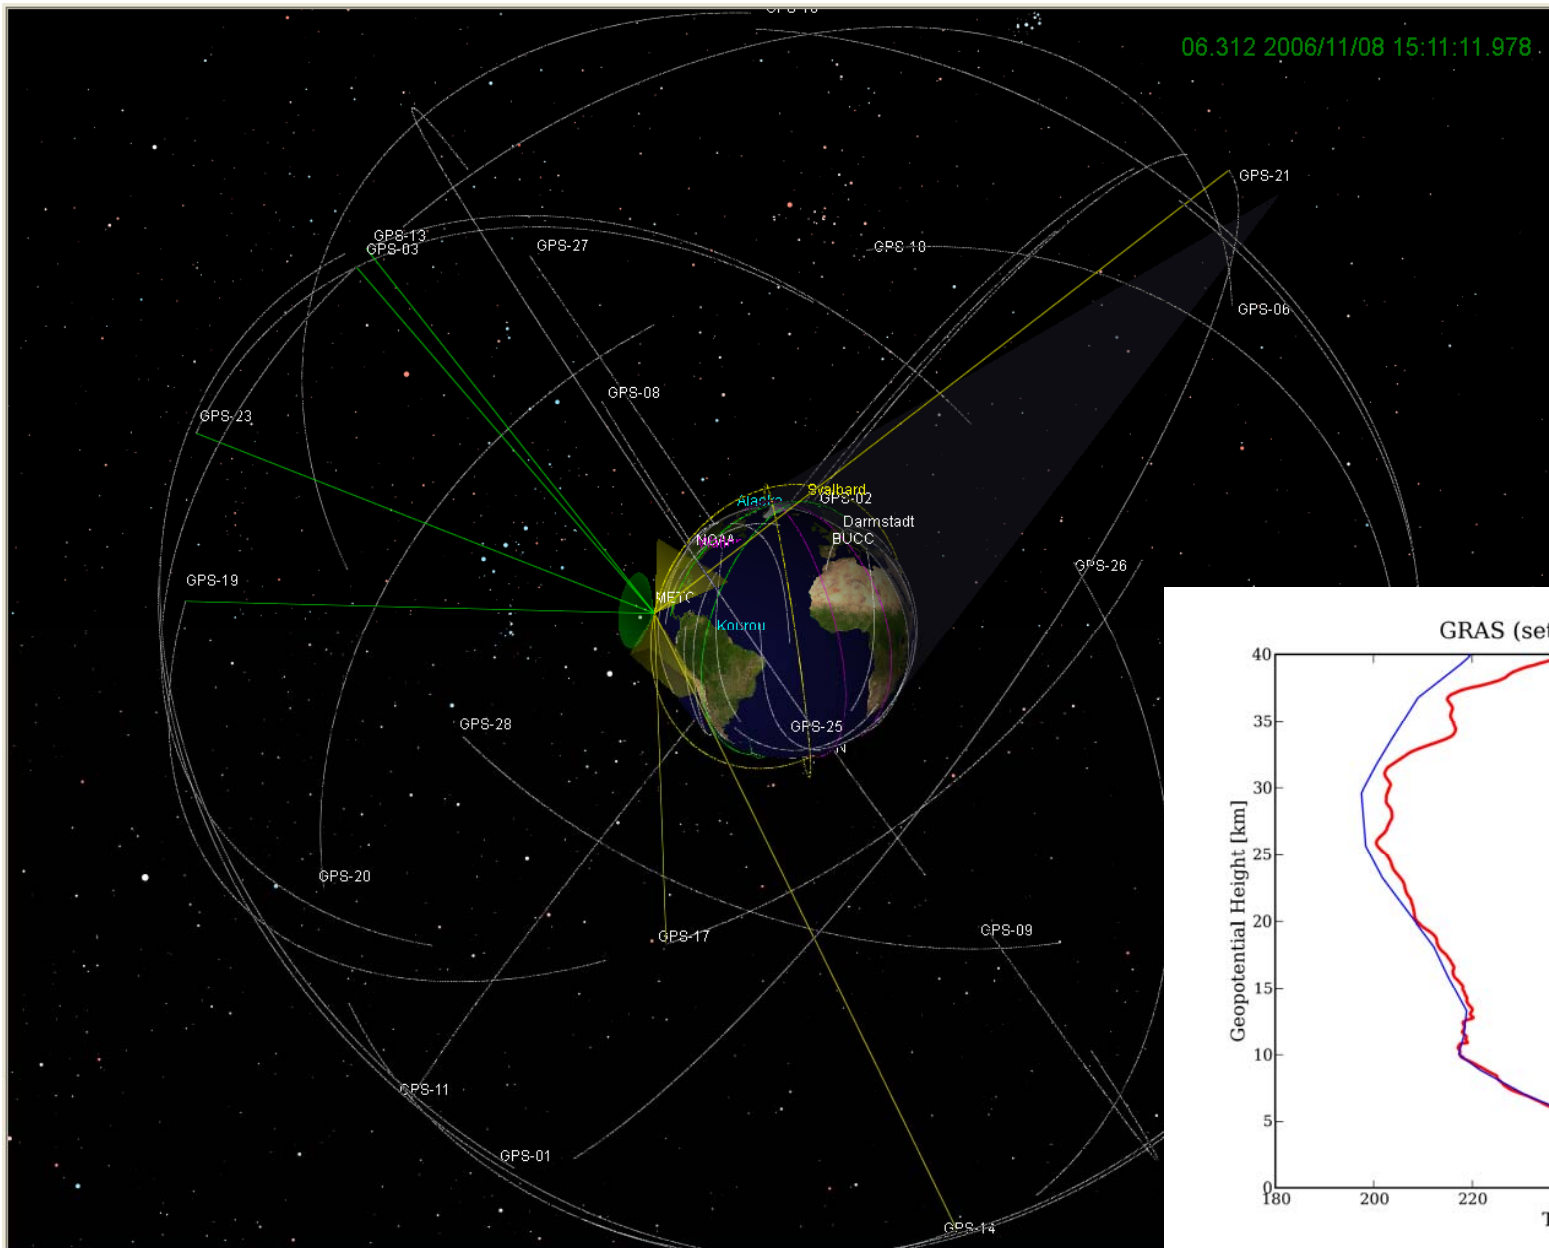 06.312 2006/11/08 15:11:11.978
GPS-21
GPS-13
GPS-03
GPS-27
GPS-10
GPS-06
GPS-08
GPS-23
Svalbard
Alaska
GPS-02
Darmstadt
BUCC
NOAA
GPS-26
GPS-19
METO
Kourou
GPS-28
GPS-25
N
GPS-20
GPS-17
GPS-09
GPS-11
GPS-01
GPS-14
GRAS (set
40
35
30
25
20
15
10
5
0
Geopotential Height [km]
180 200 220
T